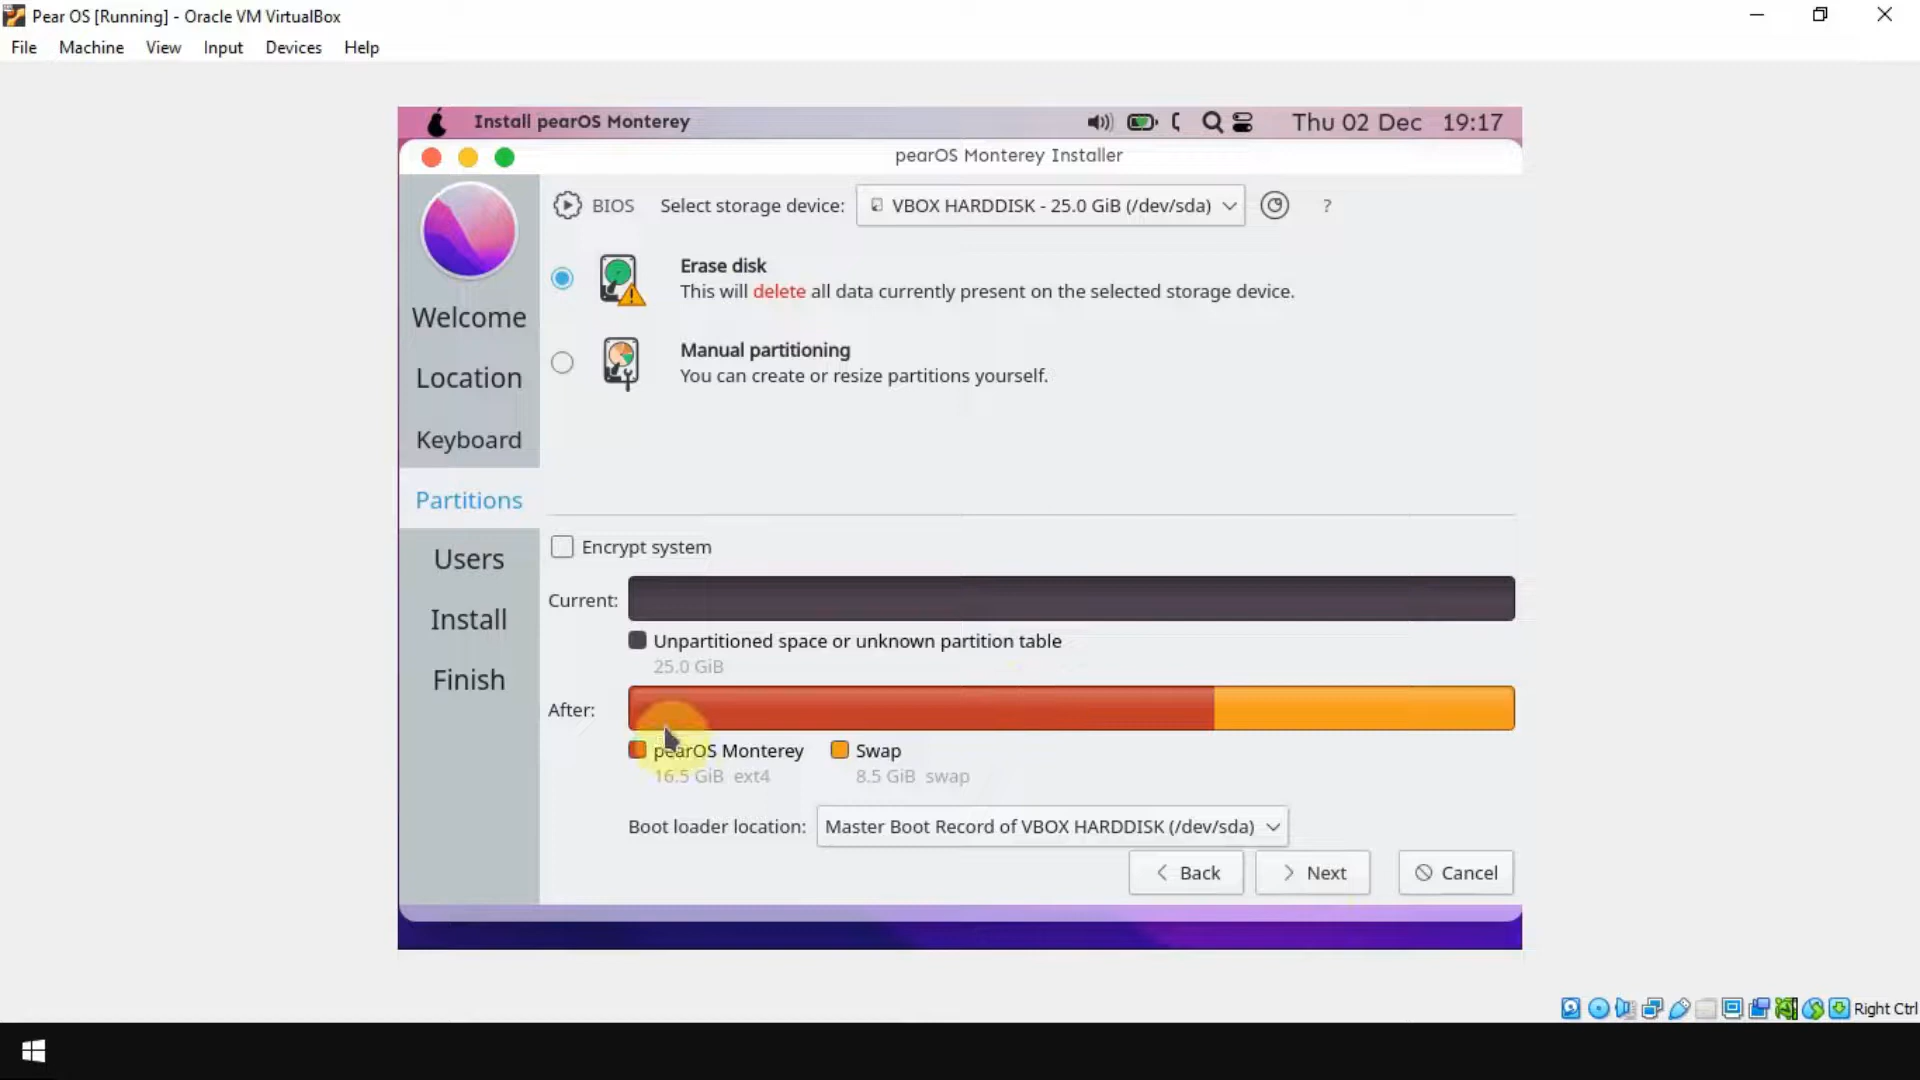 Pear OS [Running] - Oracle VM VirtualBox
File Machine View Input Devices Help
Install pearOS Monterey Thu 02 Dec 19:17
pearOS Monterey Installer
BIOS Select storage device: VBOX HARDDISK - 25.0 GiB (/dev/sda) ?
Erase disk
This will delete all data currently present on the selected storage device.
Manual partitioning
You can create or resize partitions yourself.
Welcome
Location
Keyboard
Partitions
Users
Install
Finish
Encrypt system
Current:
Unpartitioned space or unknown partition table
25.0 GiB
After:
pearOS Monterey Swap
16.5 GiB ext4 8.5 GiB swap
Boot loader location: Master Boot Record of VBOX HARDDISK (/dev/sda)
Back Next Cancel
Right Ctrl